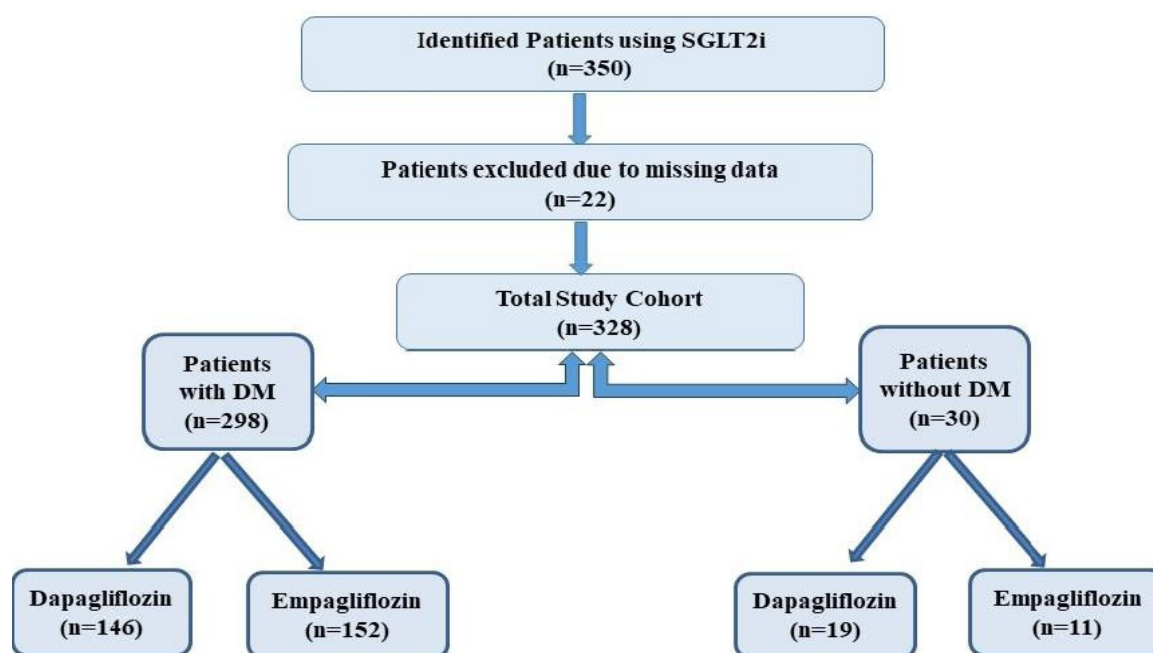 Identified Patients using SGLT2i
(n=350)
Patients excluded due to missing data
(n=22)
Total Study Cohort
(n=328)
Patients
with DM
(n=298)
Patients
without DM
(n=30)
Dapagliflozin
(n=146)
Empagliflozin
(n=152)
Dapagliflozin
(n=19)
Empagliflozin
(n=11)